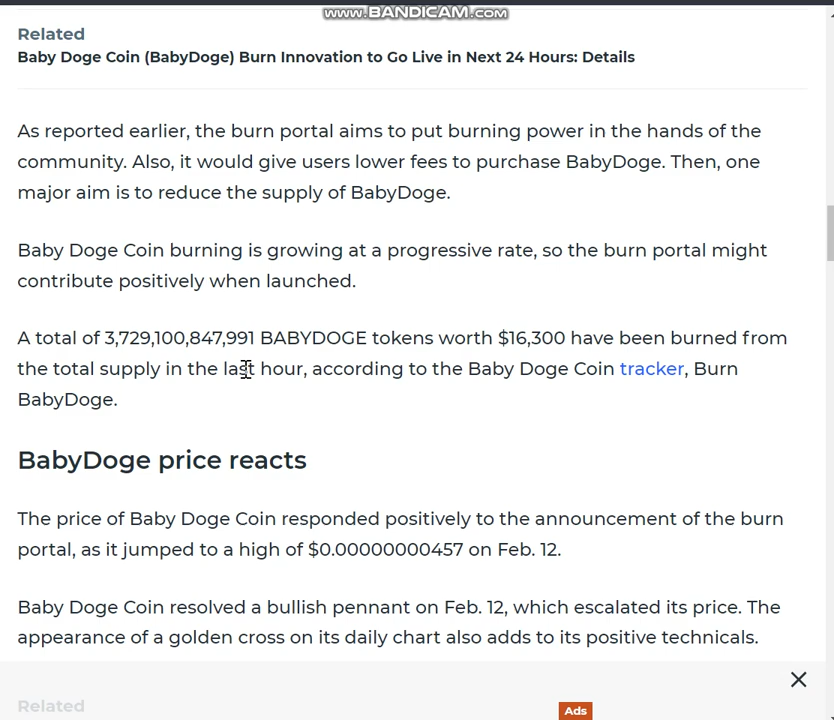 www.BANDICAM.com
Related
Baby Doge Coin (BabyDoge) Burn Innovation to Go Live in Next 24 Hours: Details
As reported earlier, the burn portal aims to put burning power in the hands of the
community. Also, it would give users lower fees to purchase BabyDoge. Then, one
major aim is to reduce the supply of BabyDoge.
Baby Doge Coin burning is growing at a progressive rate, so the burn portal might
contribute positively when launched.
A total of 3,729,100,847,991 BABYDOGE tokens worth $16,300 have been burned from
the total supply in the last hour, according to the Baby Doge Coin tracker, Burn
BabyDoge.
BabyDoge price reacts
The price of Baby Doge Coin responded positively to the announcement of the burn
portal, as it jumped to a high of $0.00000000457 on Feb. 12.
Baby Doge Coin resolved a bullish pennant on Feb. 12, which escalated its price. The
appearance of a golden cross on its daily chart also adds to its positive technicals.
Related
Ads